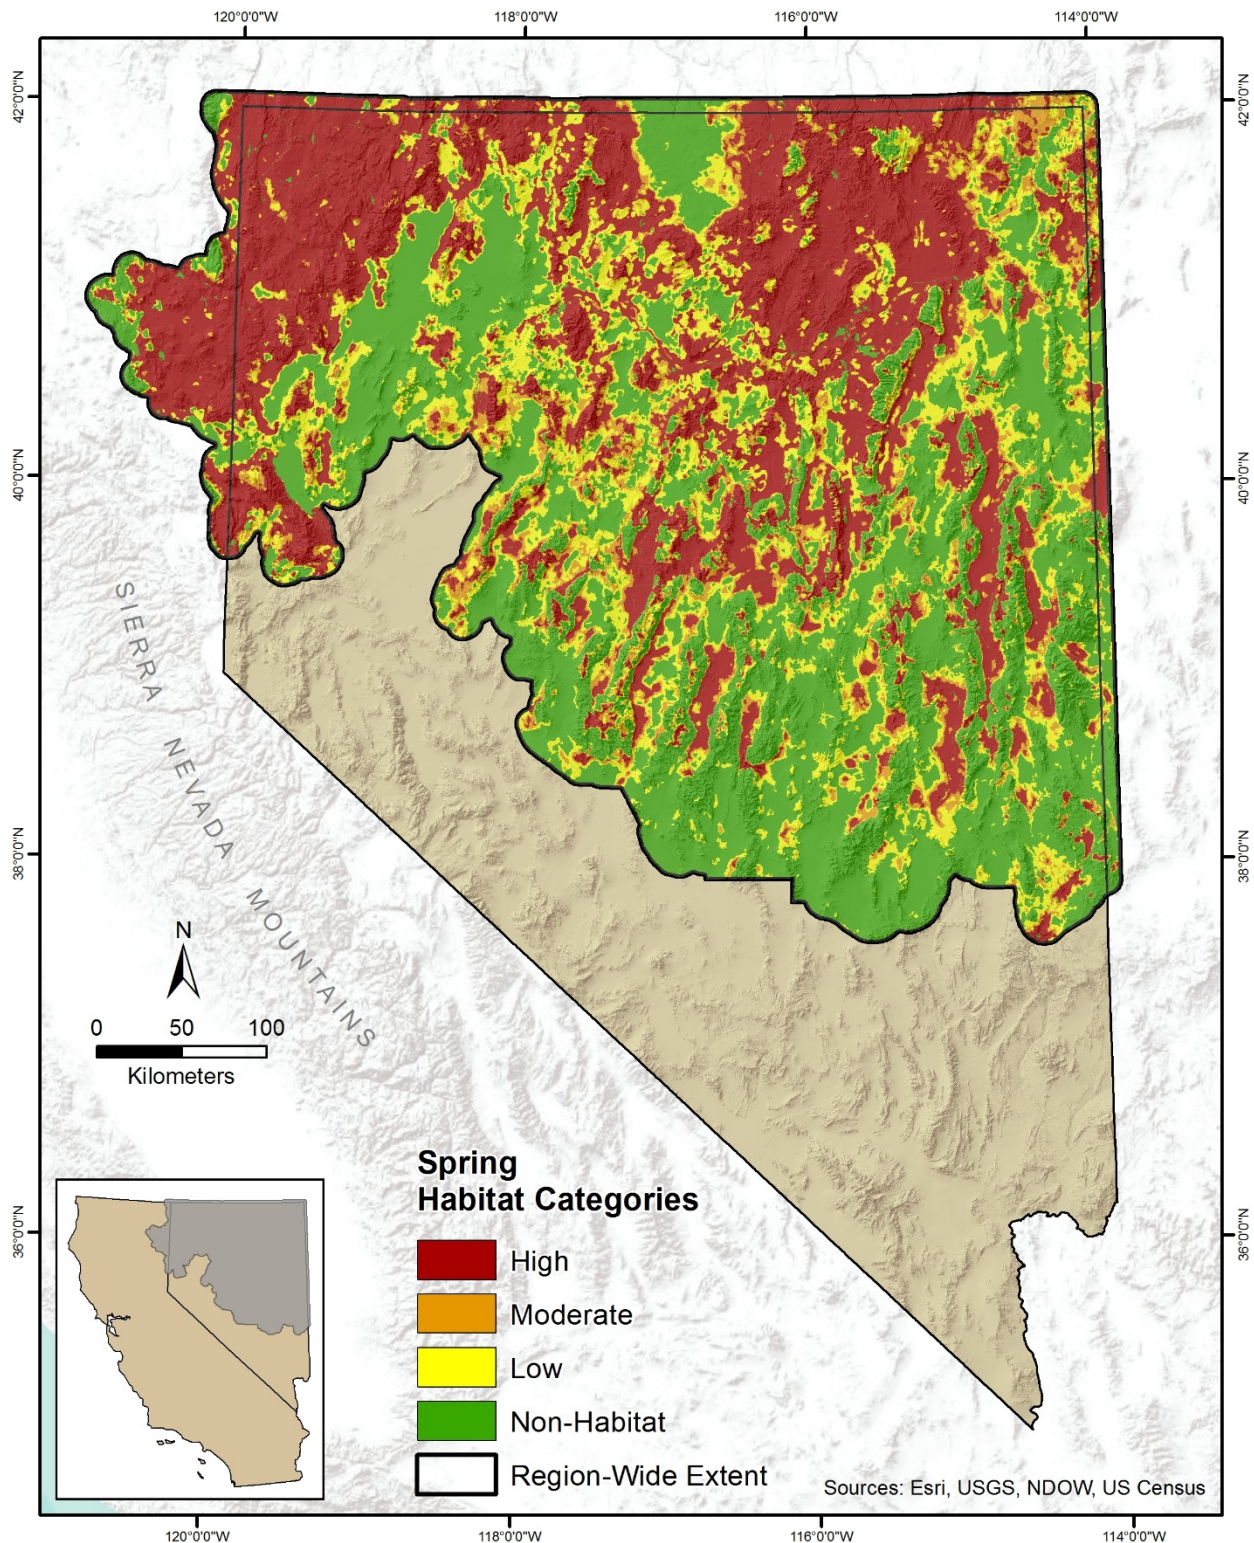 120°0'0"W
118°0'0"W
116°0'0"W
114°0'0"W
42°0'0"N
42°0'0"N
40°0'0"N
40°0'0"N
SIERRA NEVADA MOUNTAINS
38°0'0"N
38°0'0"N
N
0 50 100
Kilometers
Spring
Habitat Categories
High
Moderate
Low
Non-Habitat
Region-Wide Extent
36°0'0"N
36°0'0"N
Sources: Esri, USGS, NDOW, US Census
120°0'0"W
118°0'0"W
116°0'0"W
114°0'0"W